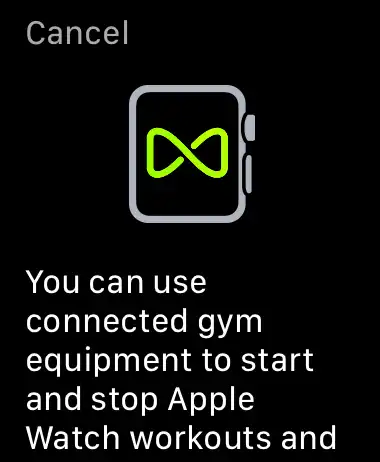 Cancel
You can use
connected gym
equipment to start
and stop Apple
Watch workouts and